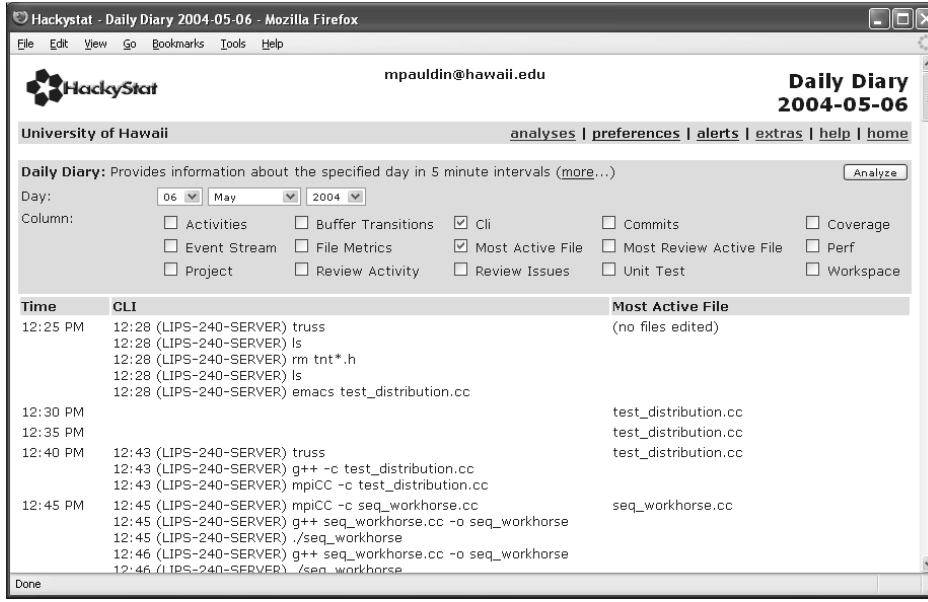 Hackystat - Daily Diary 2004-05-06 - Mozilla Firefox
File Edit View Go Bookmarks Tools Help
HackyStat
mpauldin@hawaii.edu
Daily Diary
2004-05-06
University of Hawaii
analyses | preferences | alerts | extras | help | home
Daily Diary: Provides information about the specified day in 5 minute intervals (more...) Analyze
Day: 06 May 2004
Column: Activities Buffer Transitions Cli Commits Coverage
Event Stream File Metrics Most Active File Most Review Active File Perf
Project Review Activity Review Issues Unit Test Workspace
Time CLI Most Active File
12:25 PM 12:28 (LIPS-240-SERVER) truss (no files edited)
12:28 (LIPS-240-SERVER) ls
12:28 (LIPS-240-SERVER) rm tnt*.h
12:28 (LIPS-240-SERVER) ls
12:28 (LIPS-240-SERVER) emacs test_distribution.cc
12:30 PM test_distribution.cc
12:35 PM test_distribution.cc
12:40 PM 12:43 (LIPS-240-SERVER) truss test_distribution.cc
12:43 (LIPS-240-SERVER) g++ -c test_distribution.cc
12:43 (LIPS-240-SERVER) mpiCC -c test_distribution.cc
12:45 PM 12:45 (LIPS-240-SERVER) mpiCC -c seq_workhorse.cc seq_workhorse.cc
12:45 (LIPS-240-SERVER) g++ seq_workhorse.cc -o seq_workhorse
12:45 (LIPS-240-SERVER) ./seq_workhorse
12:46 (LIPS-240-SERVER) g++ seq_workhorse.cc -o seq_workhorse
12:46 (LIPS-240-SERVER) ./seq_workhorse
Done